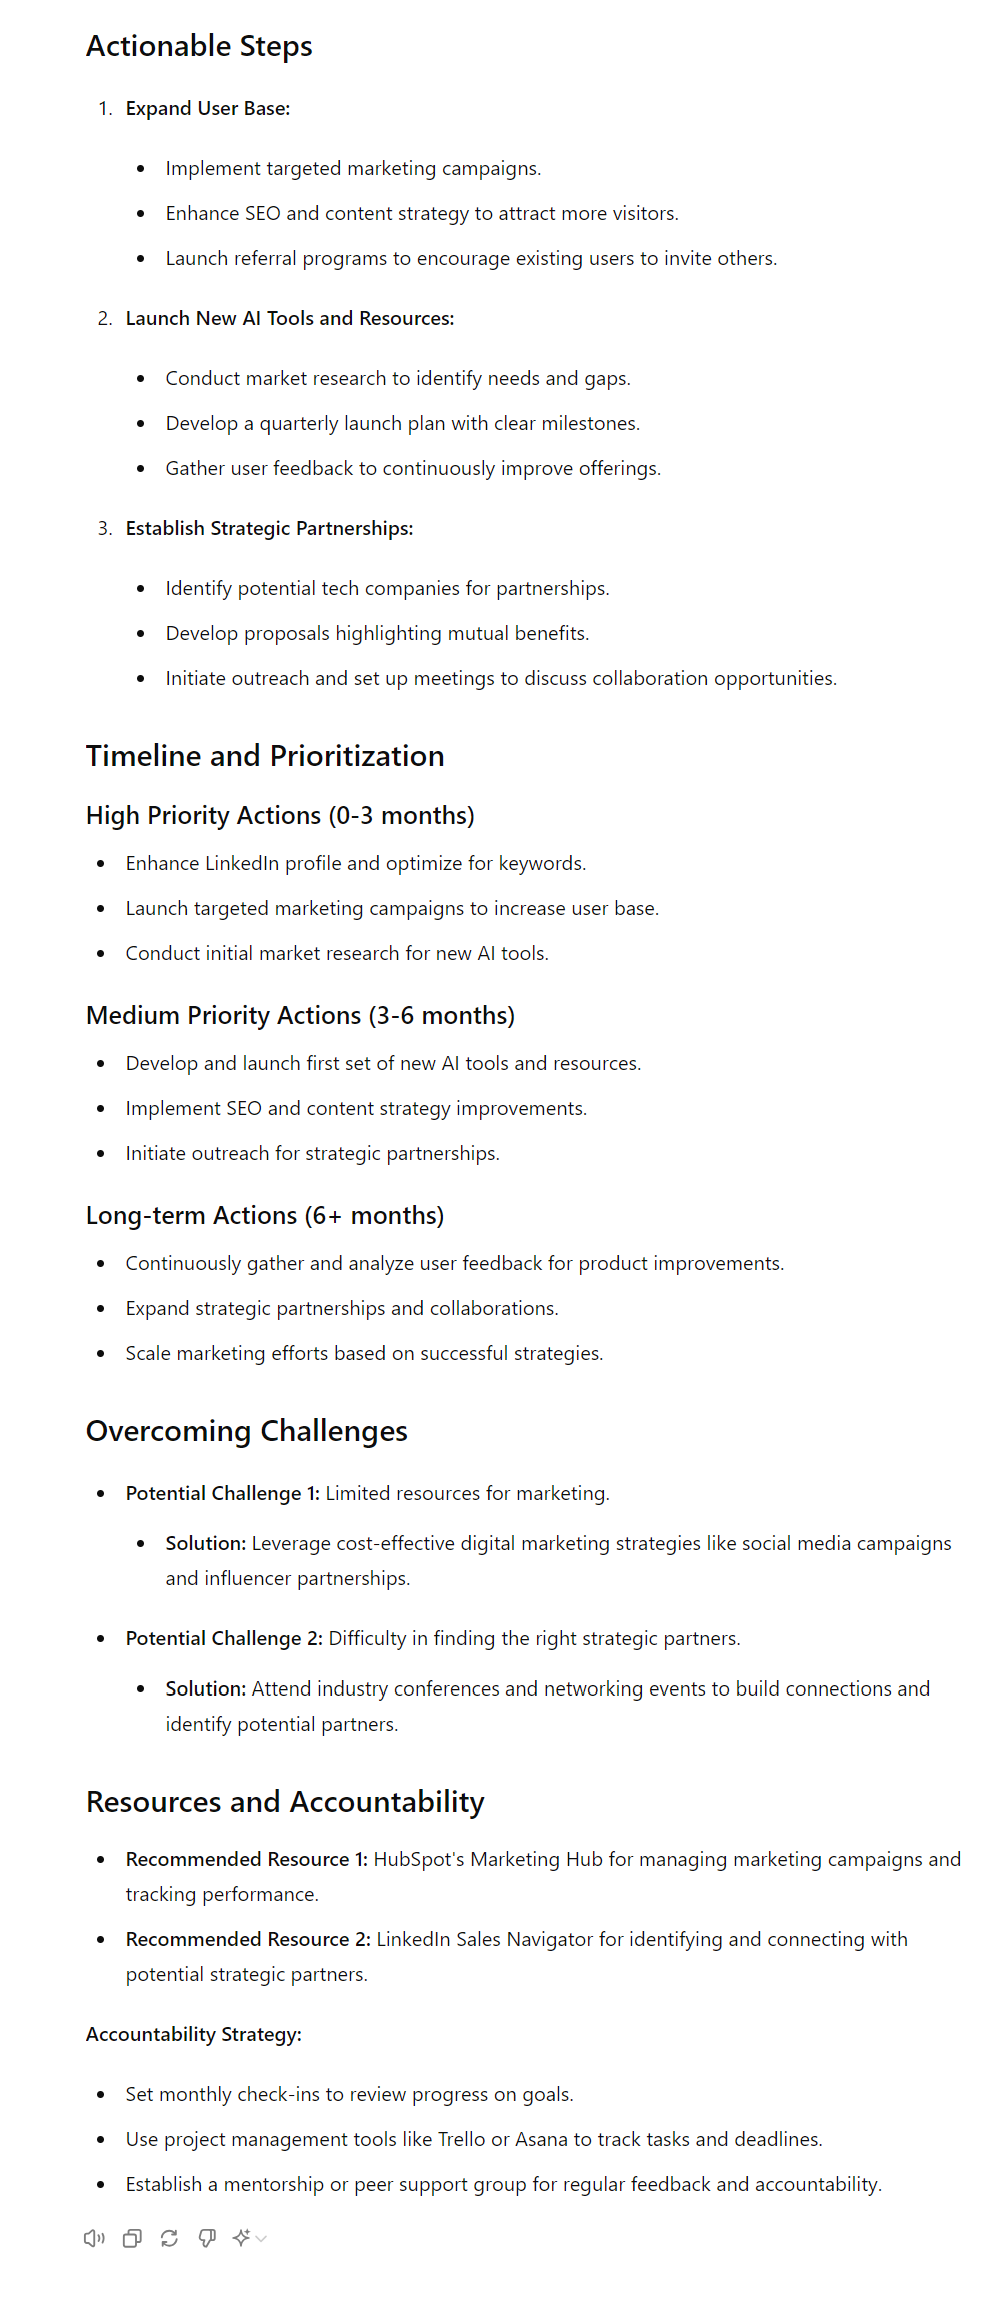 Actionable Steps
1. Expand User Base:
• Implement targeted marketing campaigns.
• Enhance SEO and content strategy to attract more visitors.
• Launch referral programs to encourage existing users to invite others.
2. Launch New AI Tools and Resources:
• Conduct market research to identify needs and gaps.
• Develop a quarterly launch plan with clear milestones.
• Gather user feedback to continuously improve offerings.
3. Establish Strategic Partnerships:
• Identify potential tech companies for partnerships.
• Develop proposals highlighting mutual benefits.
• Initiate outreach and set up meetings to discuss collaboration opportunities.
Timeline and Prioritization
High Priority Actions (0-3 months)
• Enhance LinkedIn profile and optimize for keywords.
• Launch targeted marketing campaigns to increase user base.
• Conduct initial market research for new AI tools.
Medium Priority Actions (3-6 months)
• Develop and launch first set of new AI tools and resources.
• Implement SEO and content strategy improvements.
• Initiate outreach for strategic partnerships.
Long-term Actions (6+ months)
• Continuously gather and analyze user feedback for product improvements.
• Expand strategic partnerships and collaborations.
• Scale marketing efforts based on successful strategies.
Overcoming Challenges
• Potential Challenge 1: Limited resources for marketing.
• Solution: Leverage cost-effective digital marketing strategies like social media campaigns
and influencer partnerships.
• Potential Challenge 2: Difficulty in finding the right strategic partners.
• Solution: Attend industry conferences and networking events to build connections and
identify potential partners.
Resources and Accountability
• Recommended Resource 1: HubSpot's Marketing Hub for managing marketing campaigns and
tracking performance.
• Recommended Resource 2: LinkedIn Sales Navigator for identifying and connecting with
potential strategic partners.
Accountability Strategy:
• Set monthly check-ins to review progress on goals.
• Use project management tools like Trello or Asana to track tasks and deadlines.
• Establish a mentorship or peer support group for regular feedback and accountability.